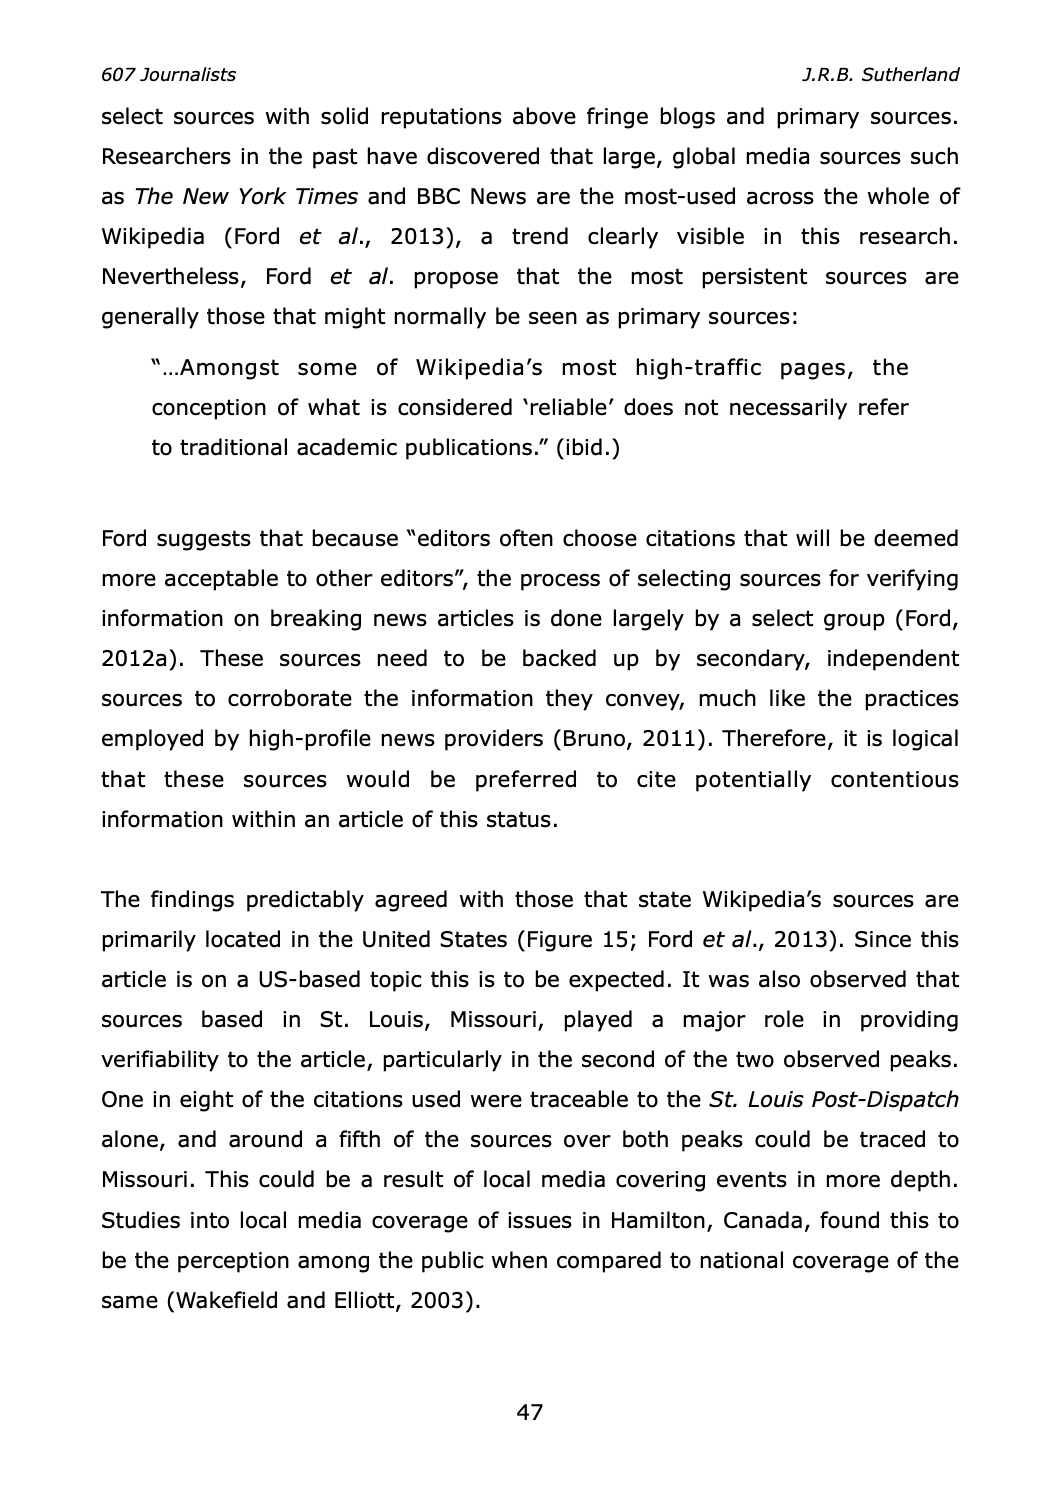 607 Journalists J.R.B. Sutherland
select sources with solid reputations above fringe blogs and primary sources.
Researchers in the past have discovered that large, global media sources such
as The New York Times and BBC News are the most-used across the whole of
Wikipedia (Ford et al., 2013), a trend clearly visible in this research.
Nevertheless, Ford et al. propose that the most persistent sources are
generally those that might normally be seen as primary sources:
“…Amongst some of Wikipedia’s most high-traffic pages, the
conception of what is considered ‘reliable’ does not necessarily refer
to traditional academic publications.” (ibid.)
Ford suggests that because “editors often choose citations that will be deemed
more acceptable to other editors”, the process of selecting sources for verifying
information on breaking news articles is done largely by a select group (Ford,
2012a). These sources need to be backed up by secondary, independent
sources to corroborate the information they convey, much like the practices
employed by high-profile news providers (Bruno, 2011). Therefore, it is logical
that these sources would be preferred to cite potentially contentious
information within an article of this status.
The findings predictably agreed with those that state Wikipedia’s sources are
primarily located in the United States (Figure 15; Ford et al., 2013). Since this
article is on a US-based topic this is to be expected. It was also observed that
sources based in St. Louis, Missouri, played a major role in providing
verifiability to the article, particularly in the second of the two observed peaks.
One in eight of the citations used were traceable to the St. Louis Post-Dispatch
alone, and around a fifth of the sources over both peaks could be traced to
Missouri. This could be a result of local media covering events in more depth.
Studies into local media coverage of issues in Hamilton, Canada, found this to
be the perception among the public when compared to national coverage of the
same (Wakefield and Elliott, 2003).
47